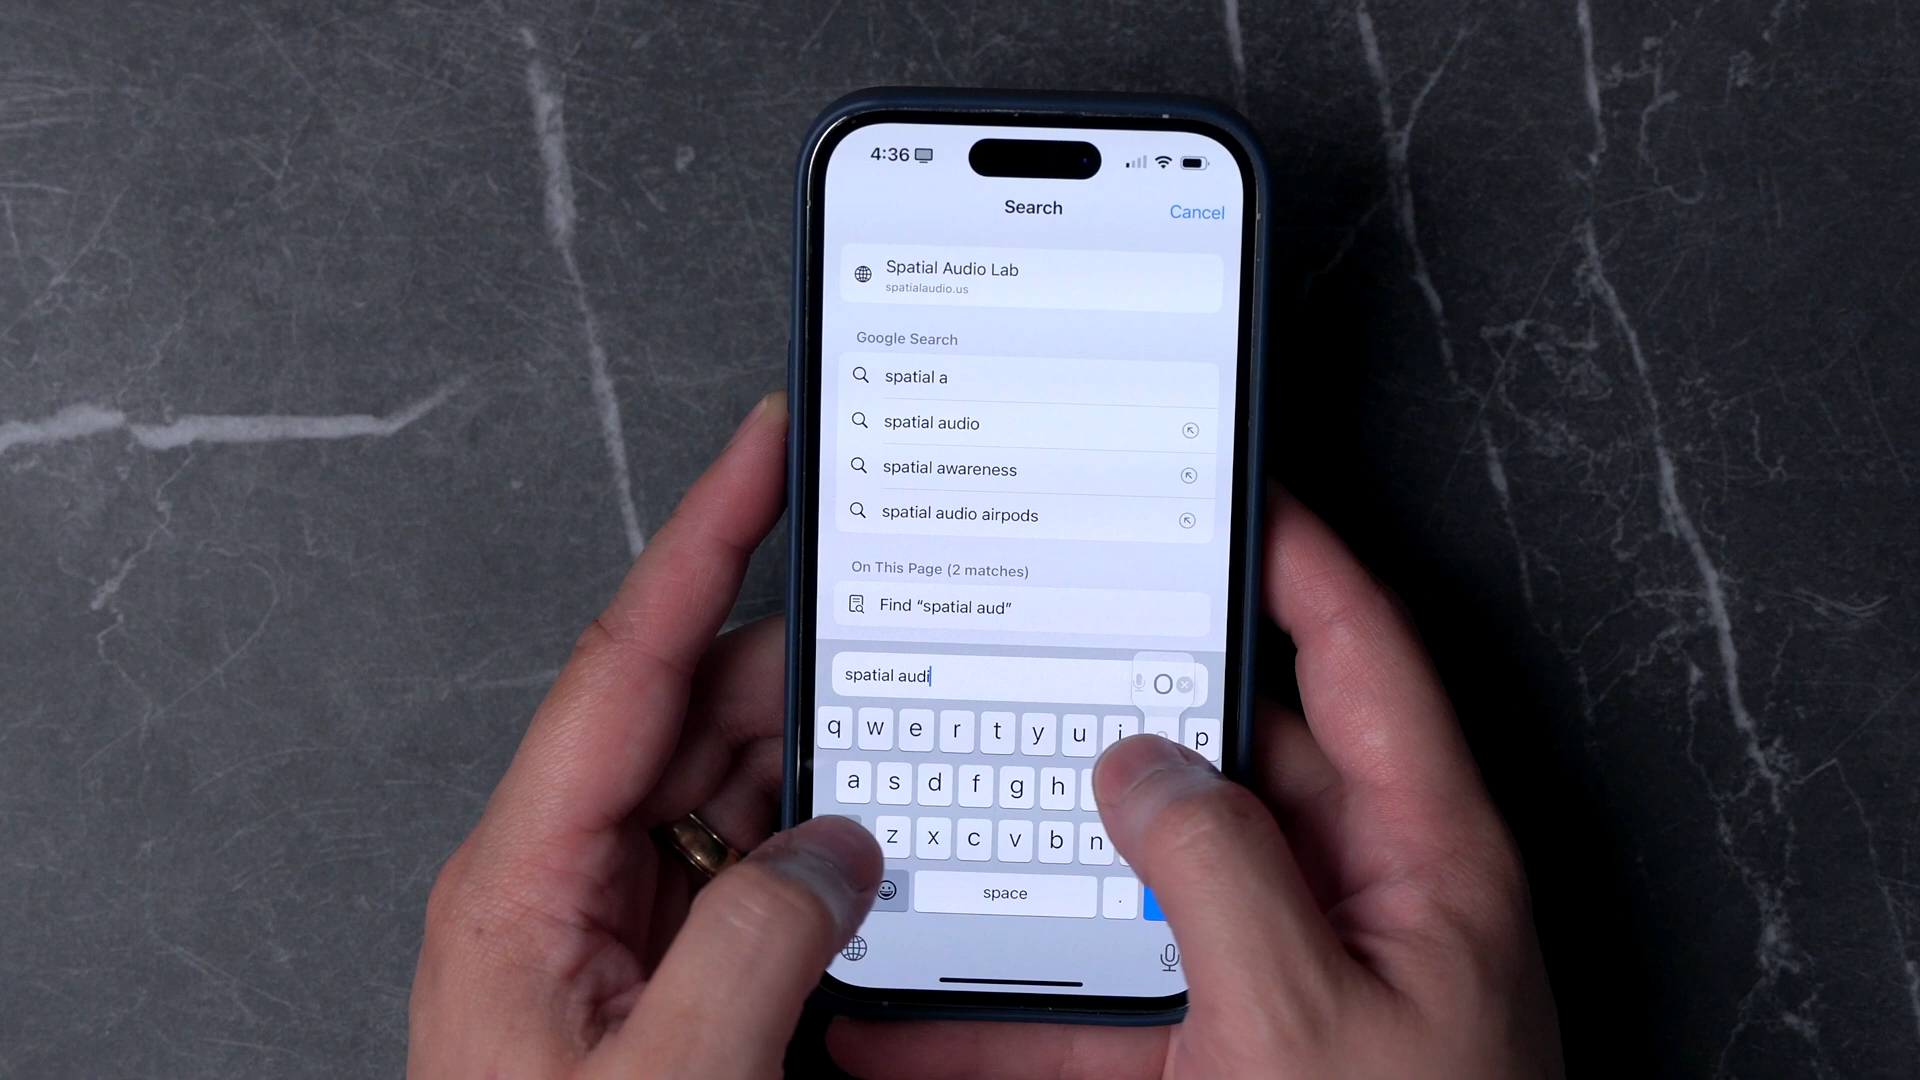 4:36
Search
Cancel
Spatial Audio Lab
spatialaudio.us
Google Search
spatial a
spatial audio
spatial awareness
spatial audio airpods
On This Page (2 matches)
Find “spatial aud”
spatial audi
O
q w e r t y u i p
a s d f g h
z x c v b n
space .